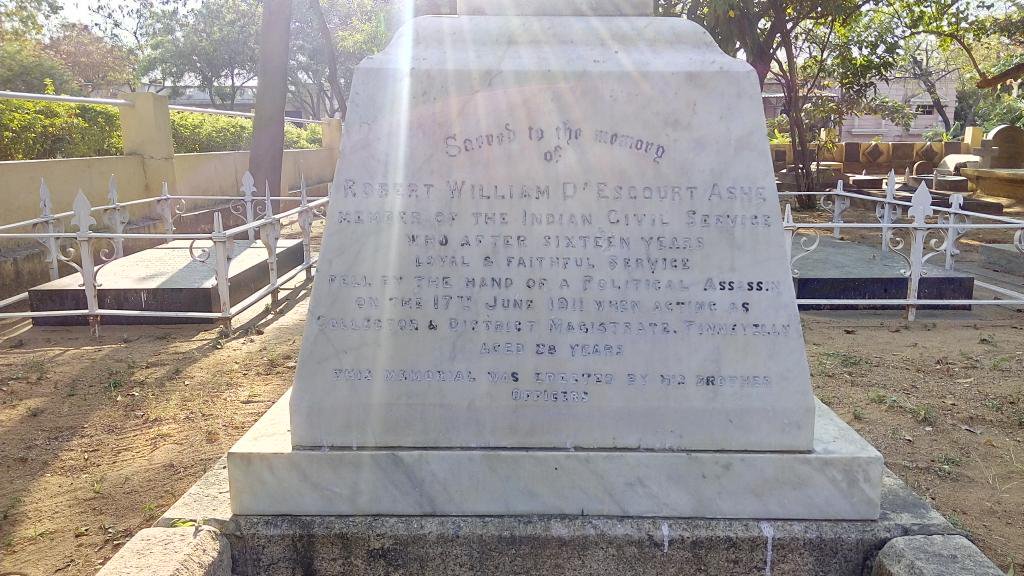 Sacred to the memory
of
ROBERT WILLIAM D'ESCOURT ASHE
MEMBER OF THE INDIAN CIVIL SERVICE
WHO AFTER SIXTEEN YEARS
LOYAL & FAITHFUL SERVICE
FELL BY THE HAND OF A POLITICAL ASSASSIN
ON THE 17TH JUNE 1911 WHEN ACTING AS
COLLECTOR & DISTRICT MAGISTRATE, TINNEVELLY
AGED 38 YEARS
THIS MEMORIAL WAS ERECTED BY HIS BROTHER
OFFICERS